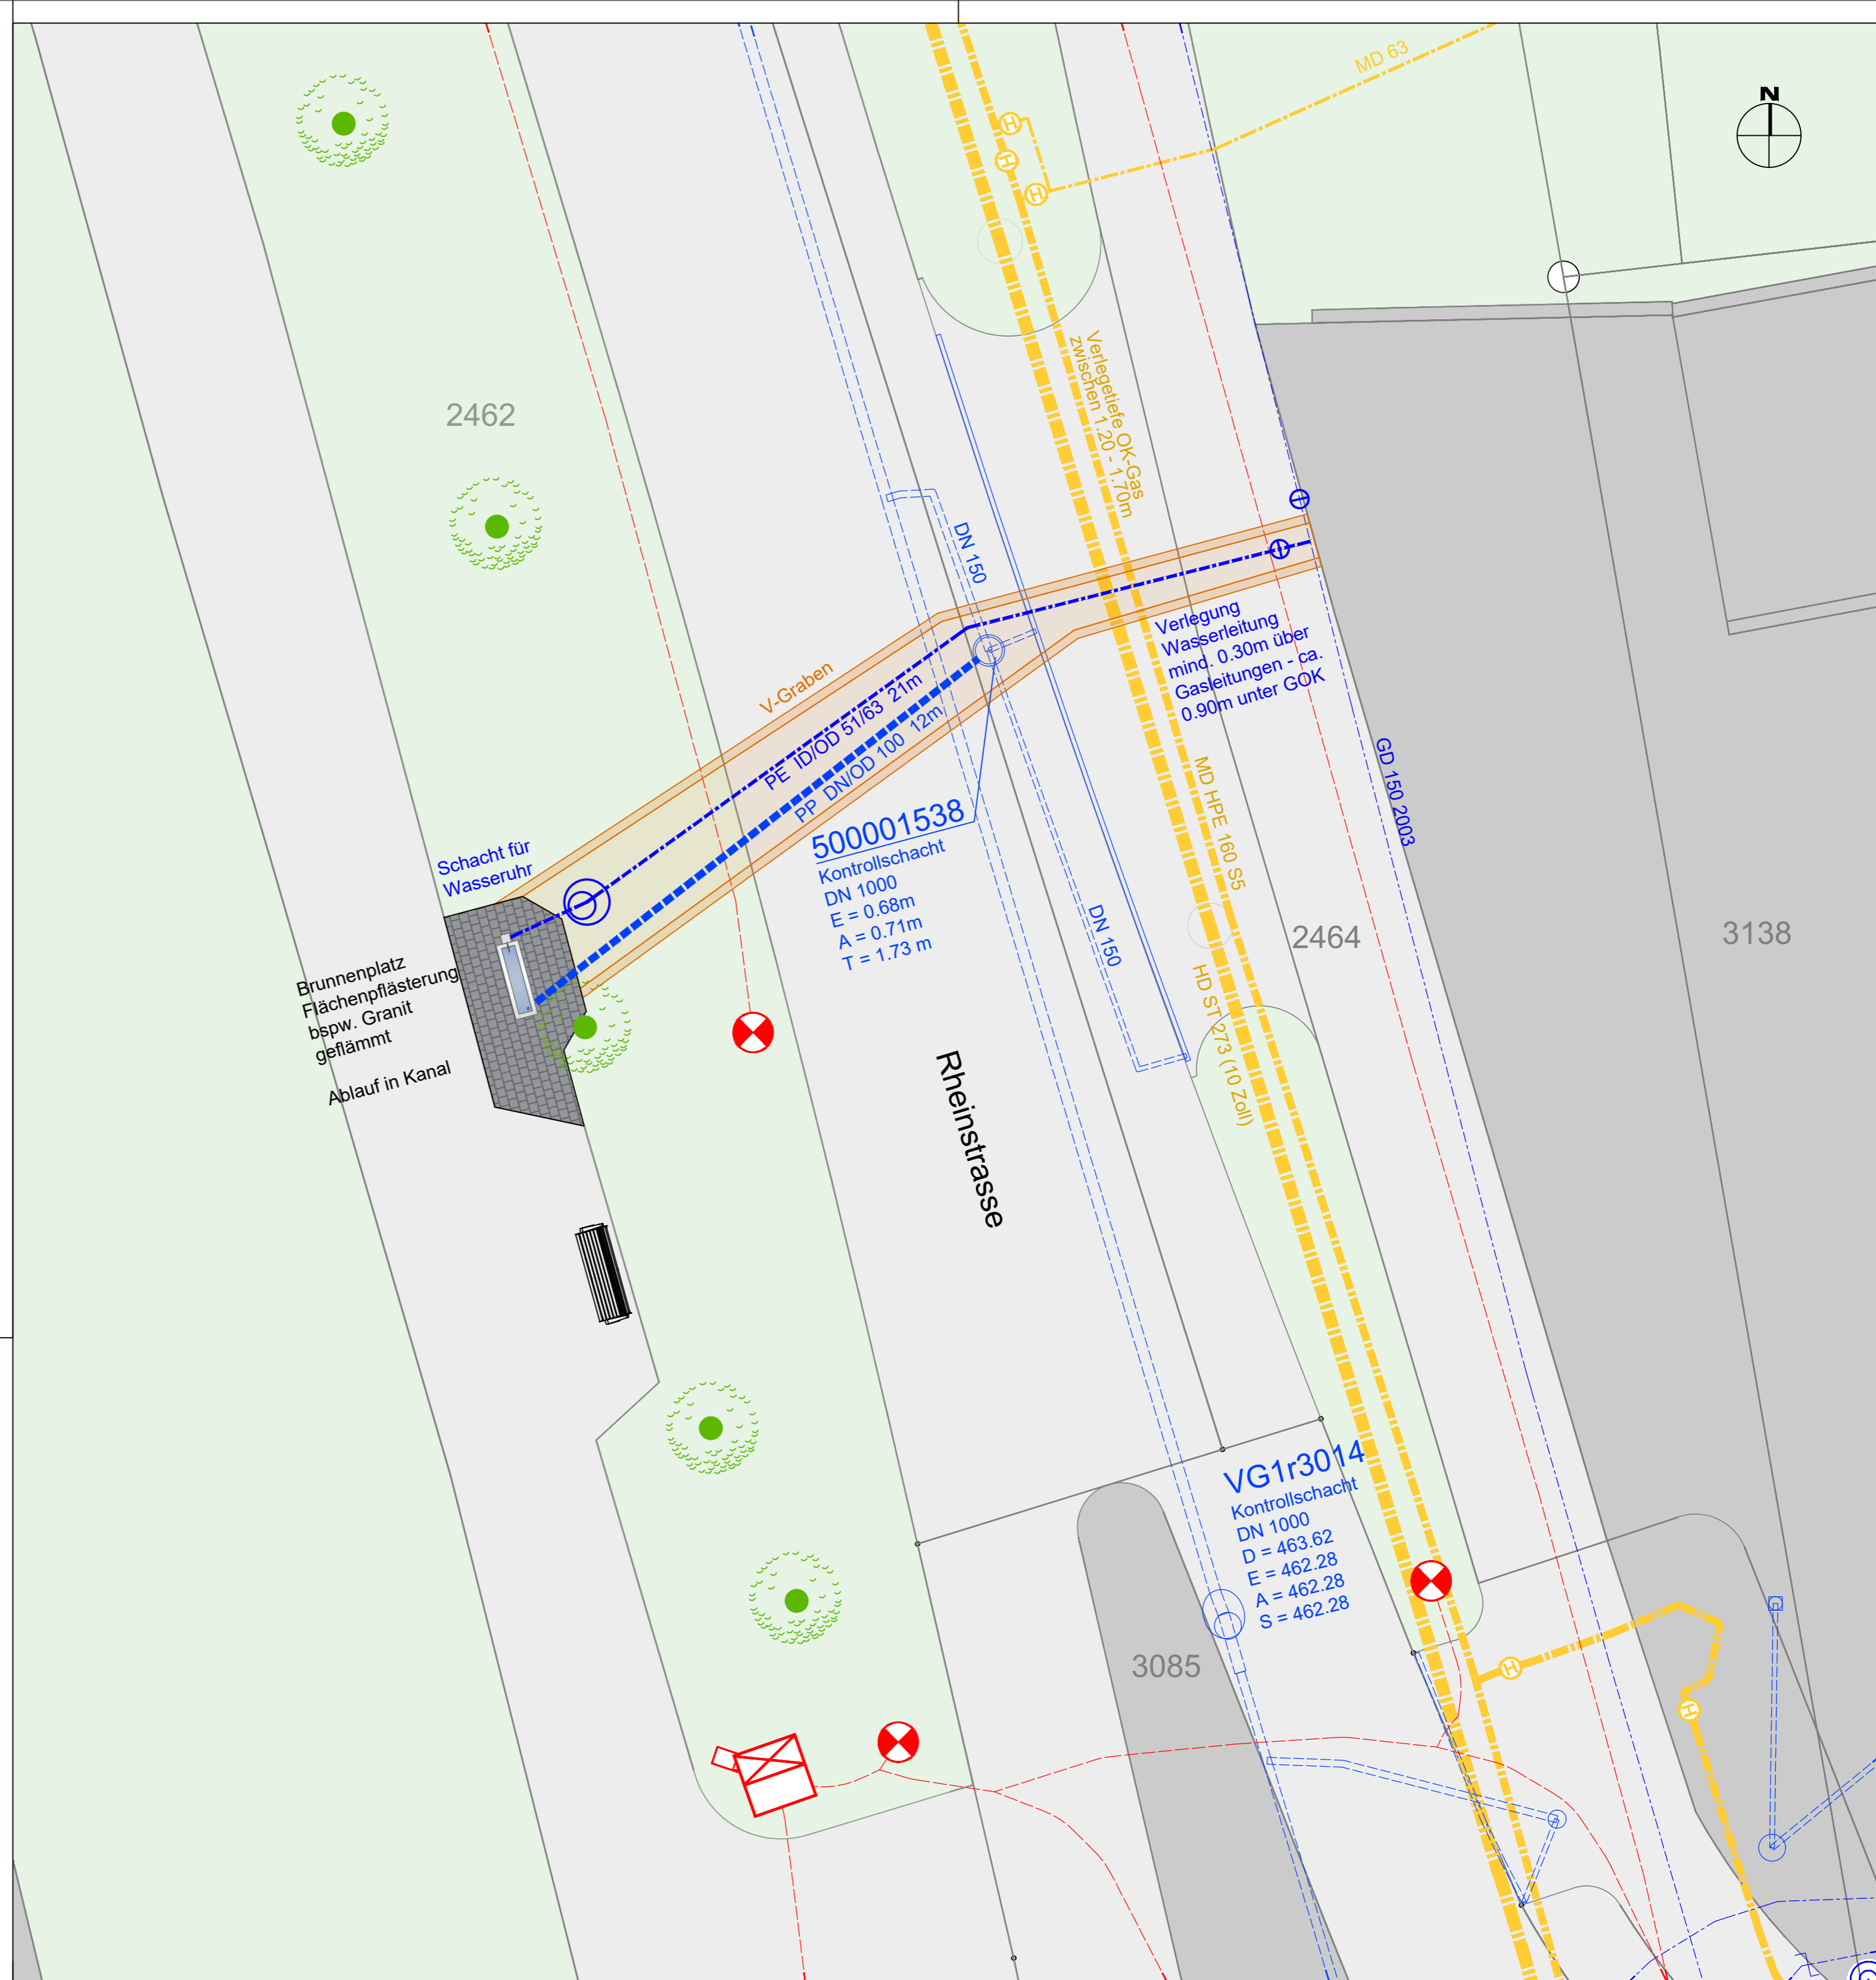 MD 63
N
2462
Verlegetiefe OK-Gas
zwischen 1.20 - 1.70m
DN 150
Verlegung
Wasserleitung
mind. 0.30m über
Gasleitungen - ca.
0.90m unter GOK
V-Graben
PE ID/OD 51/63 21m
PP DN/OD 100 12m
GD 150 2003
MD HPE 160 S5
500001538
Kontrollschacht
DN 1000
E = 0.68m
A = 0.71m
T = 1.73 m
Schacht für
Wasseruhr
Brunnenplatz
Flächenpflästerung
bspw. Granit
geflämmt
Ablauf in Kanal
DN 150
2464
3138
HD ST 273 (10 Zoll)
Rheinstrasse
VG1r3014
Kontrollschacht
DN 1000
D = 463.62
E = 462.28
A = 462.28
S = 462.28
3085
H
H
H
H
H